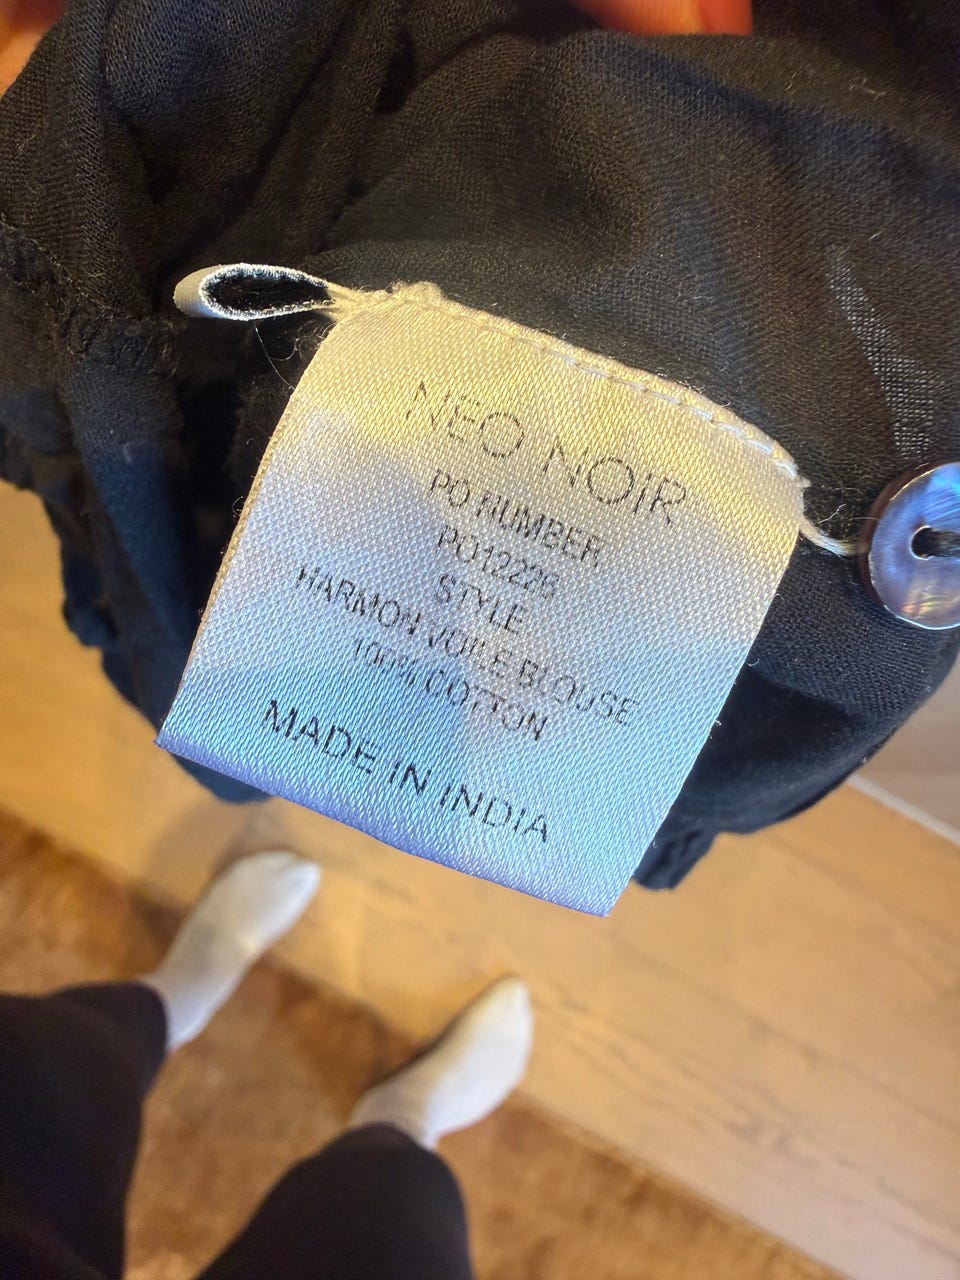 NEO NOIR
PO NUMBER
PO12226
STYLE
HARMON VOILE BLOUSE
100% COTTON
MADE IN INDIA